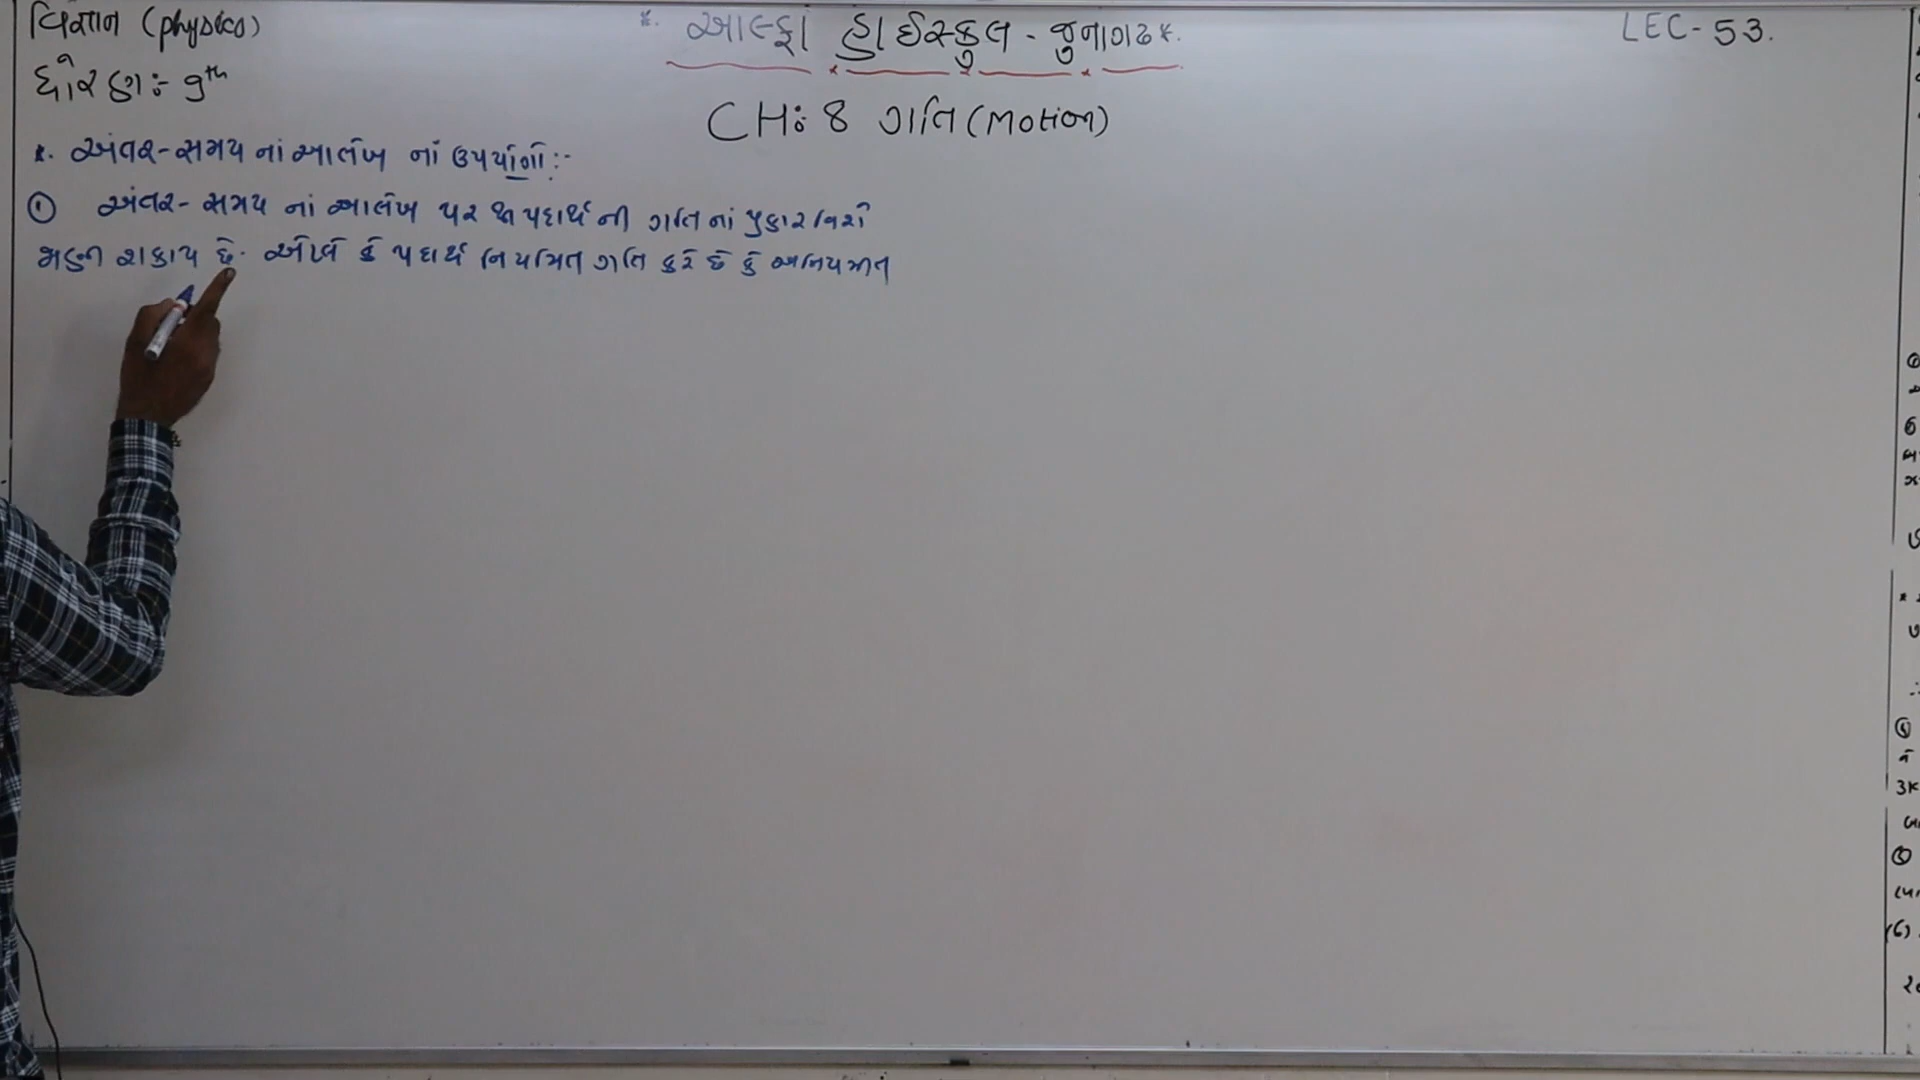 વિજ્ઞાન (physics)
*. આલ્ફા હાઈસ્કુલ - જુનાગઢ *.
LEC-53.
ધોરણ:- 9th
CH: 8 ગતિ (Motion)
*. અંતર-સમય નાં આલેખ નાં ઉપયોગો:-
① અંતર-સમય નાં આલેખ પર થી પદાર્થ ની ગતિ નાં પ્રકાર વિશે
જાણી શકાય છે. એટલે કે પદાર્થ નિયમિત ગતિ કરે છે કે અનિયમીત